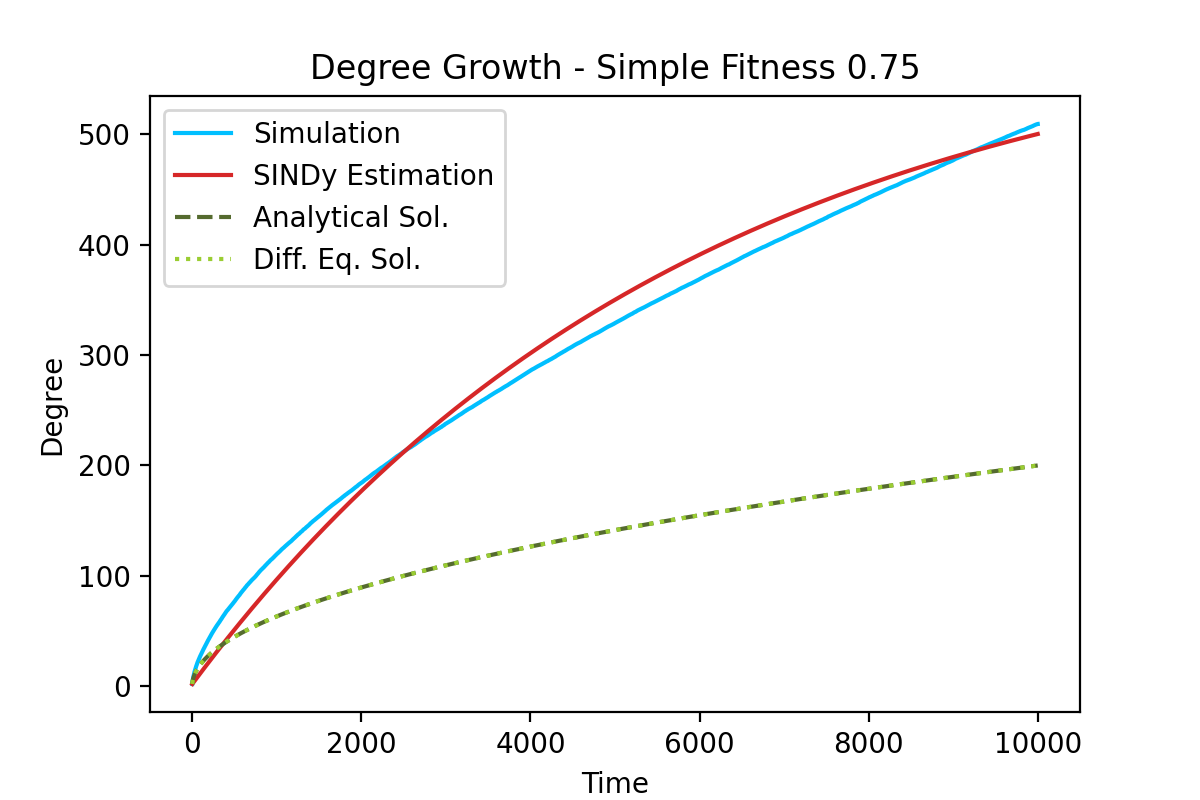 Degree Growth - Simple Fitness 0.75
Simulation
SINDy Estimation
Analytical Sol.
Diff. Eq. Sol.
500
400
300
200
100
0
Degree
0 2000 4000 6000 8000 10000
Time